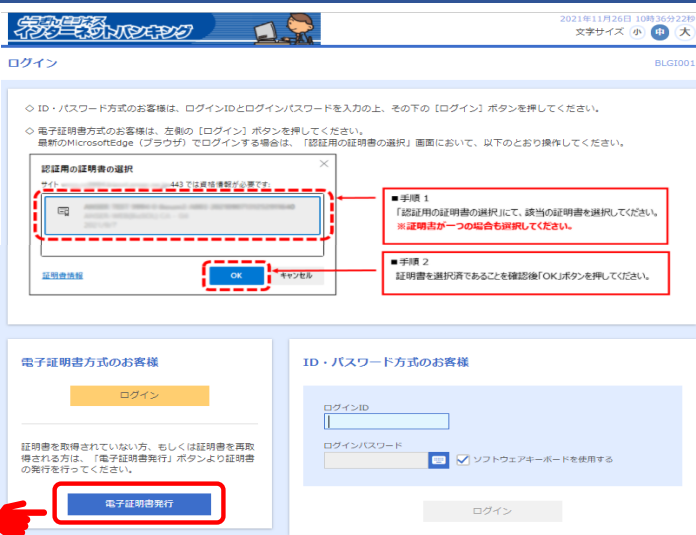 インターネットバンキング
2021年11月26日 10時36分22秒
文字サイズ 小 中 大
ログイン
BLGI001
◇ ID・パスワード方式のお客様は、ログインIDとログインパスワードを入力の上、その下の［ログイン］ボタンを押してください。
◇ 電子証明書方式のお客様は、左側の［ログイン］ボタンを押してください。
最新のMicrosoftEdge（ブラウザ）でログインする場合は、「認証用の証明書の選択」画面において、以下のとおり操作してください。
認証用の証明書の選択
サイト 443 では資格情報が必要です:
証明書情報
OK
キャンセル
■手順 1
「認証用の証明書の選択」にて、該当の証明書を選択してください。
※証明書が一つの場合も選択してください。
■手順 2
証明書を選択済であることを確認後「OK」ボタンを押してください。
電子証明書方式のお客様
ログイン
証明書を取得されていない方、もしくは証明書を再取
得される方は、「電子証明書発行」ボタンより証明書
の発行を行ってください。
電子証明書発行
ID・パスワード方式のお客様
ログインID
ログインパスワード
ソフトウェアキーボードを使用する
ログイン